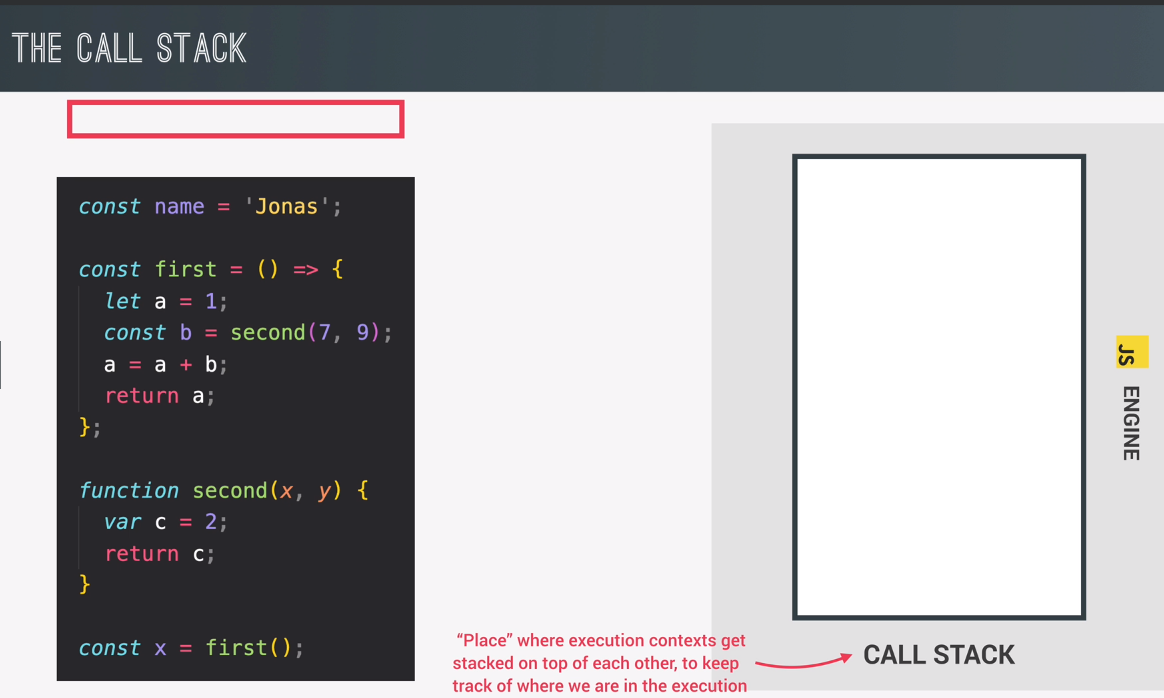 THE CALL STACK
const name = 'Jonas';
const first = () => {
let a = 1;
const b = second(7, 9);
a = a + b;
return a;
};
function second(x, y) {
var c = 2;
return c;
}
const x = first();
“Place” where execution contexts get
stacked on top of each other, to keep
track of where we are in the execution
CALL STACK
JS
ENGINE